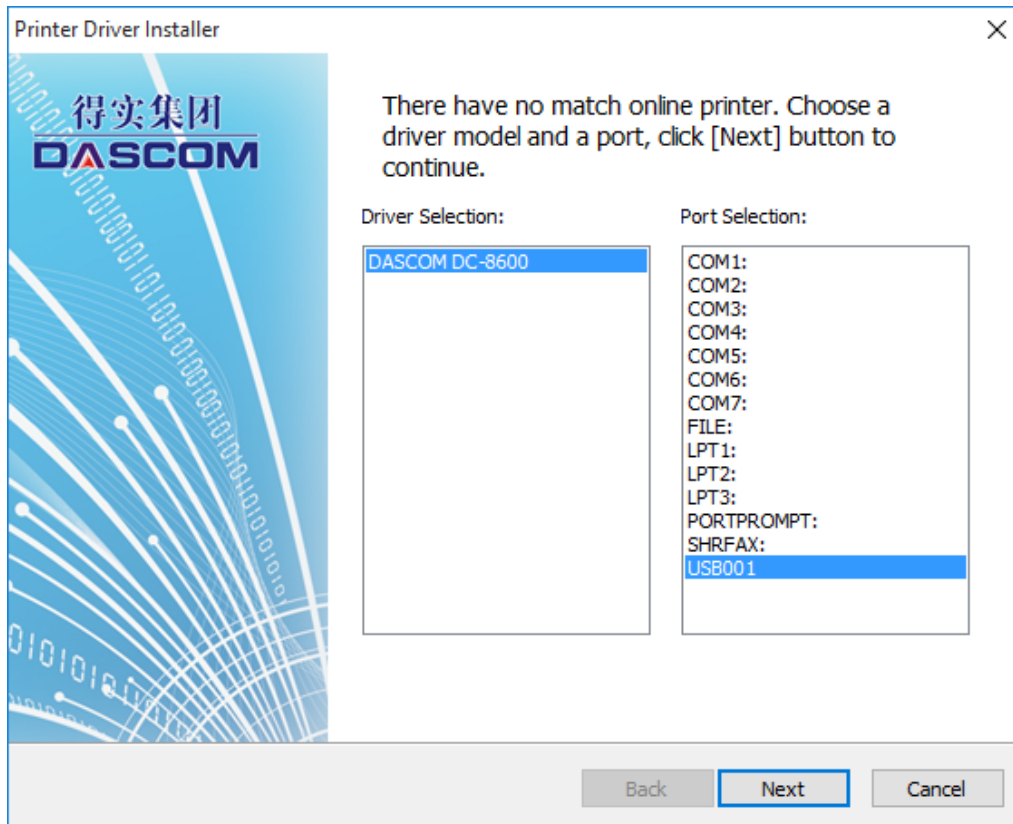 Printer Driver Installer
得实集团
DASCOM
There have no match online printer. Choose a
driver model and a port, click [Next] button to
continue.
Driver Selection:
Port Selection:
DASCOM DC-8600
COM1:
COM2:
COM3:
COM4:
COM5:
COM6:
COM7:
FILE:
LPT1:
LPT2:
LPT3:
PORTPROMPT:
SHRFAX:
USB001
Back
Next
Cancel